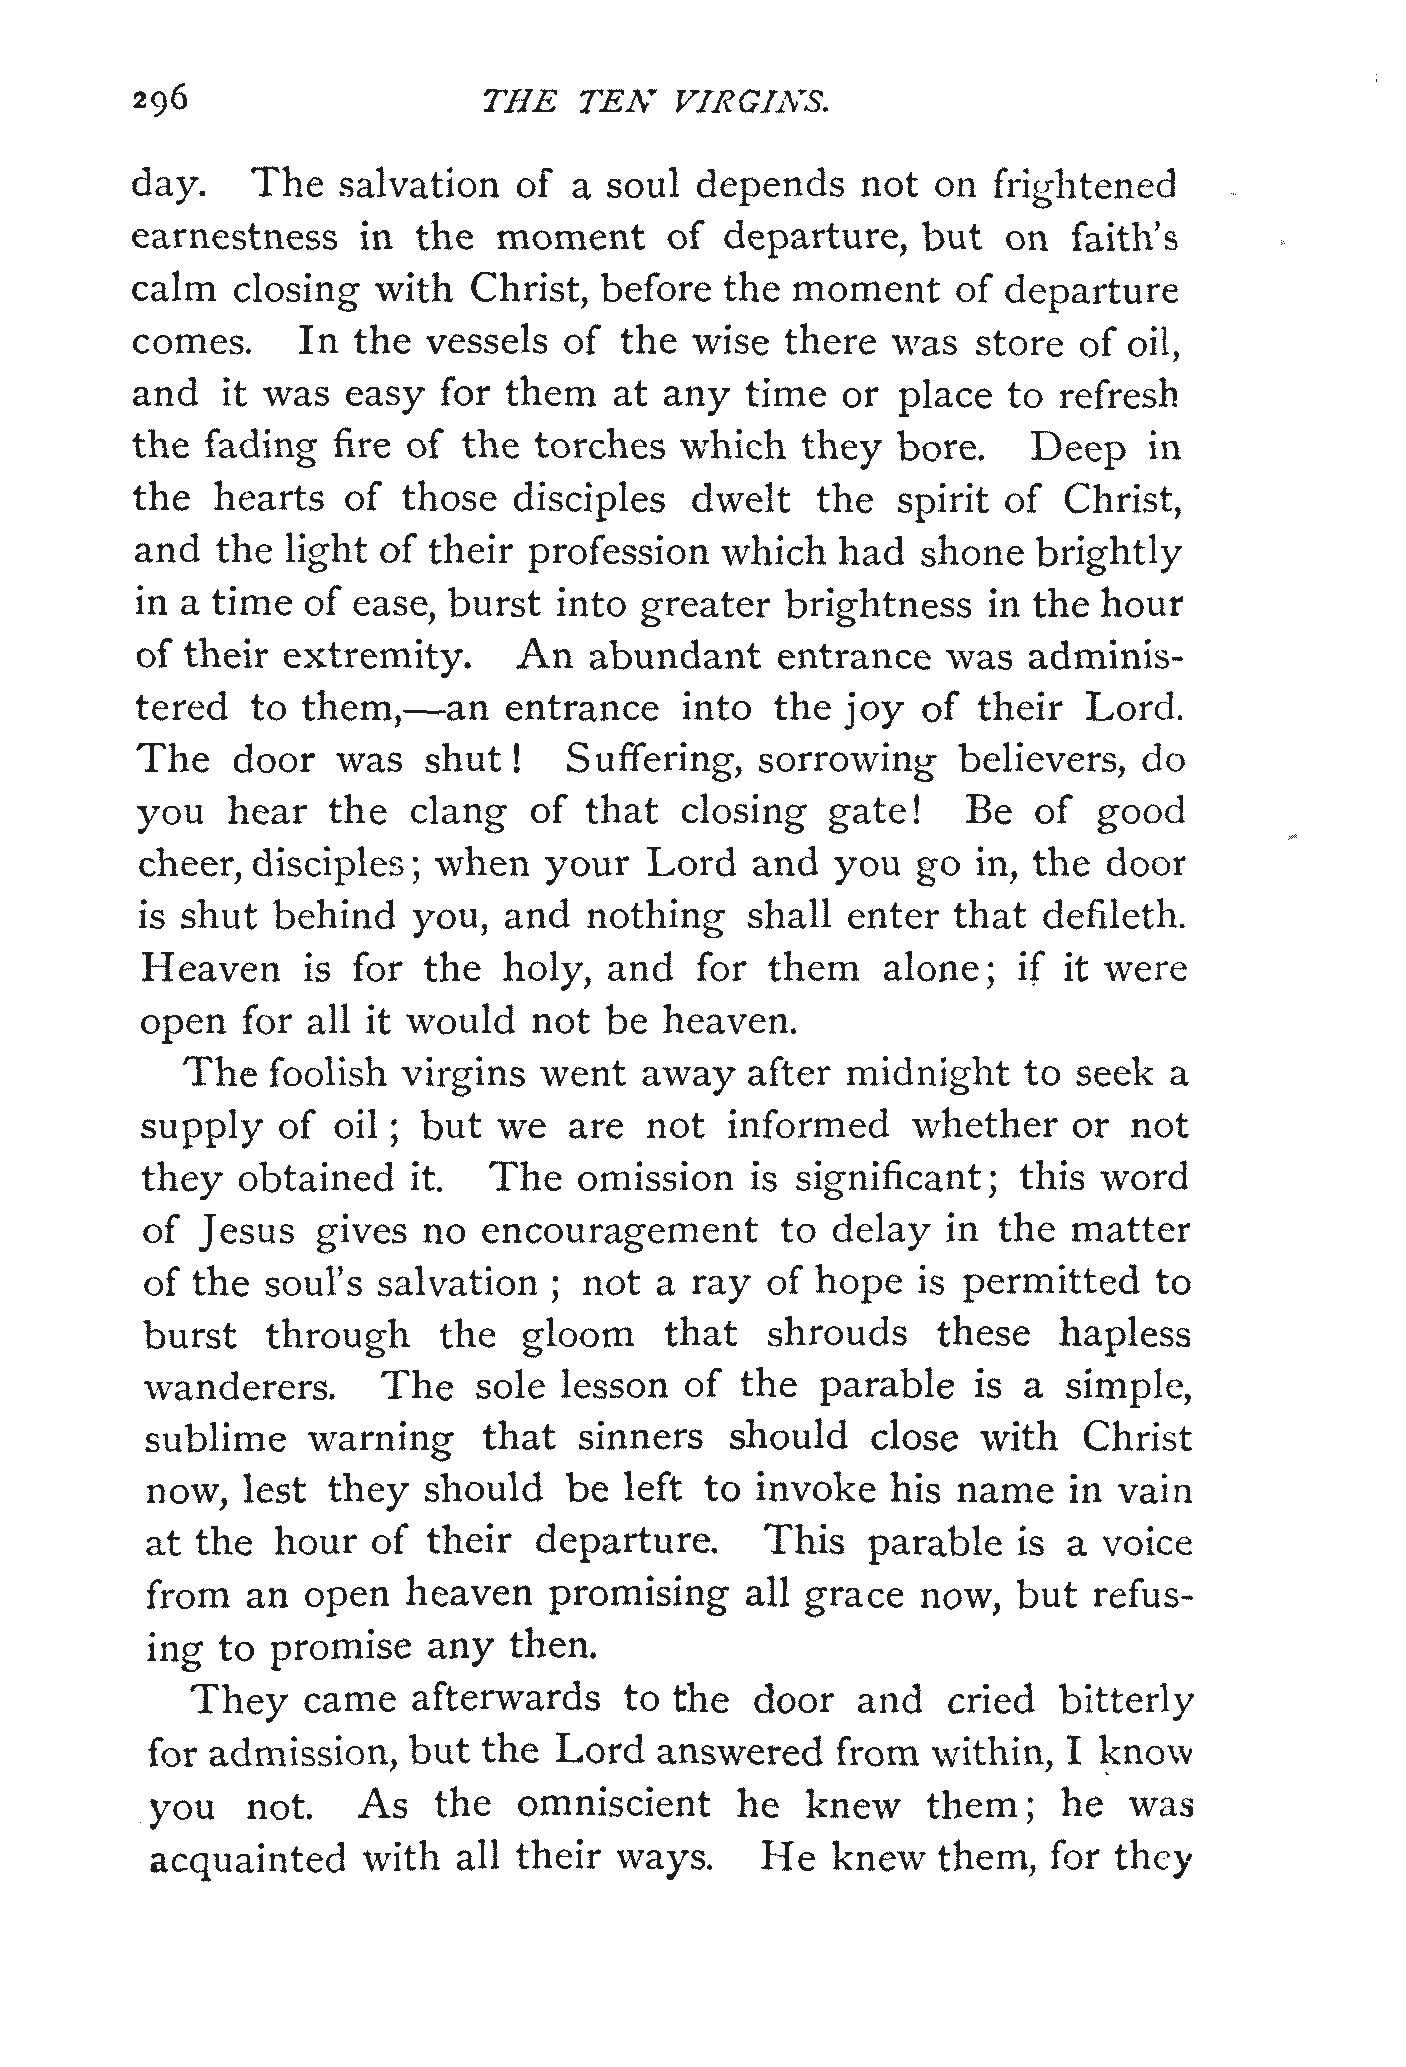 296 THE TEN VIRGINS.
day. The salvation of a soul depends not on frightened
earnestness in the moment of departure, but on faith's
calm closing with Christ, before the moment of departure
comes. In the vessels of the wise there was store of oil,
and it was easy for them at any time or place to refresh
the fading fire of the torches which they bore. Deep in
the hearts of those disciples dwelt the spirit of Christ,
and the light of their profession which had shone brightly
in a time of ease, burst into greater brightness in the hour
of their extremity. An abundant entrance was adminis-
tered to them,—an entrance into the joy of their Lord.
The door was shut! Suffering, sorrowing believers, do
you hear the clang of that closing gate! Be of good
cheer, disciples; when your Lord and you go in, the door
is shut behind you, and nothing shall enter that defileth.
Heaven is for the holy, and for them alone; if it were
open for all it would not be heaven.
The foolish virgins went away after midnight to seek a
supply of oil; but we are not informed whether or not
they obtained it. The omission is significant; this word
of Jesus gives no encouragement to delay in the matter
of the soul's salvation; not a ray of hope is permitted to
burst through the gloom that shrouds these hapless
wanderers. The sole lesson of the parable is a simple,
sublime warning that sinners should close with Christ
now, lest they should be left to invoke his name in vain
at the hour of their departure. This parable is a voice
from an open heaven promising all grace now, but refus-
ing to promise any then.
They came afterwards to the door and cried bitterly
for admission, but the Lord answered from within, I know
you not. As the omniscient he knew them; he was
acquainted with all their ways. He knew them, for they